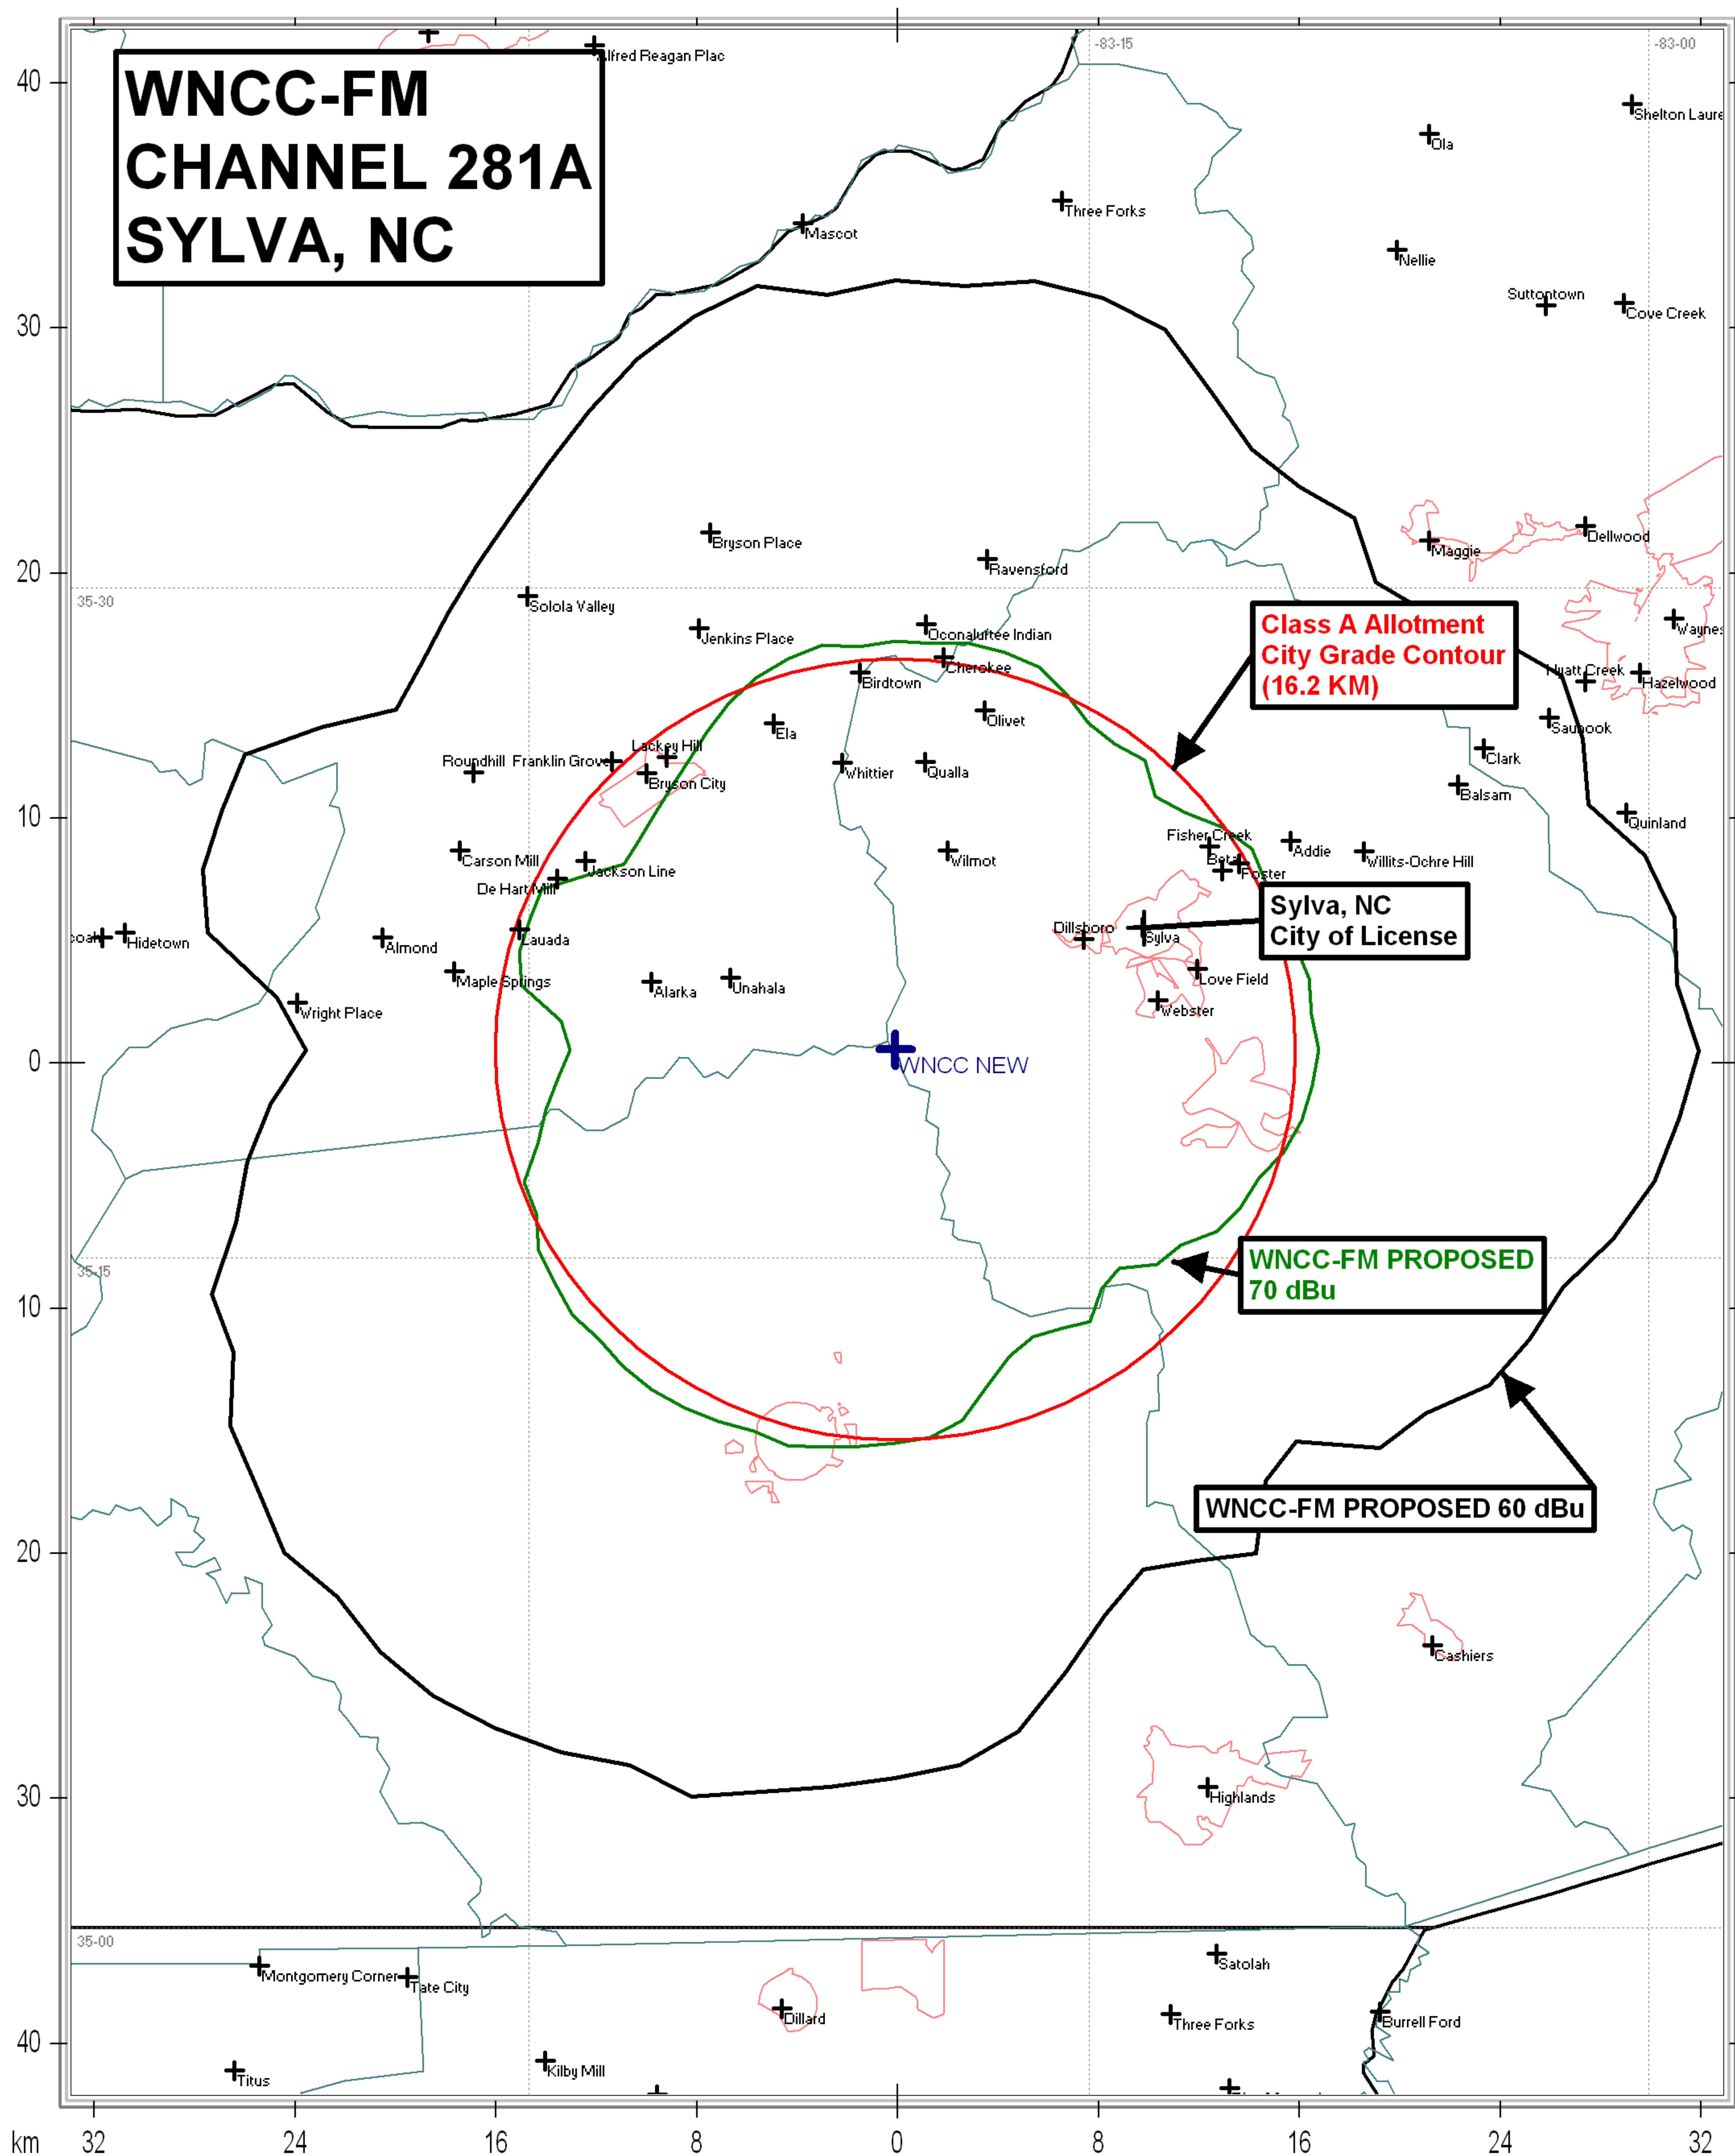 Alfred Reagan Plac
-83-15
-83-00
40
WNCC-FM
CHANNEL 281A
SYLVA, NC
Shelton Laure
Ola
Three Forks
Mascot
Nellie
Suttontown
Cove Creek
30
Bryson Place
Maggie
Dellwood
20
Ravensford
35-30
Solola Valley
Jenkins Place
Oconaluftee Indian
Class A Allotment
City Grade Contour
(16.2 KM)
Waynes
Cherokee
Birdtown
Hyatt Creek
Hazelwood
Olivet
Ela
Saunook
Lackey Hill
Roundhill
Franklin Grove
Clark
Whittier
Qualla
Bryson City
Balsam
10
Quinland
Fisher Creek
Addie
Carson Mill
Wilmot
Beta
Willits-Ochre Hill
Jackson Line
Foster
De Hart Mill
Sylva, NC
City of License
Dillsboro
Sylva
coah
Hidetown
Almond
Lauada
Maple Springs
Alarka
Unahala
Love Field
Wright Place
Webster
0
WNCC NEW
35-15
WNCC-FM PROPOSED
70 dBu
10
WNCC-FM PROPOSED 60 dBu
20
Cashiers
30
Highlands
35-00
Montgomery Corner
Tate City
Satolah
Dillard
Three Forks
Burrell Ford
40
Kilby Mill
Titus
km
32
24
16
8
0
8
16
24
32